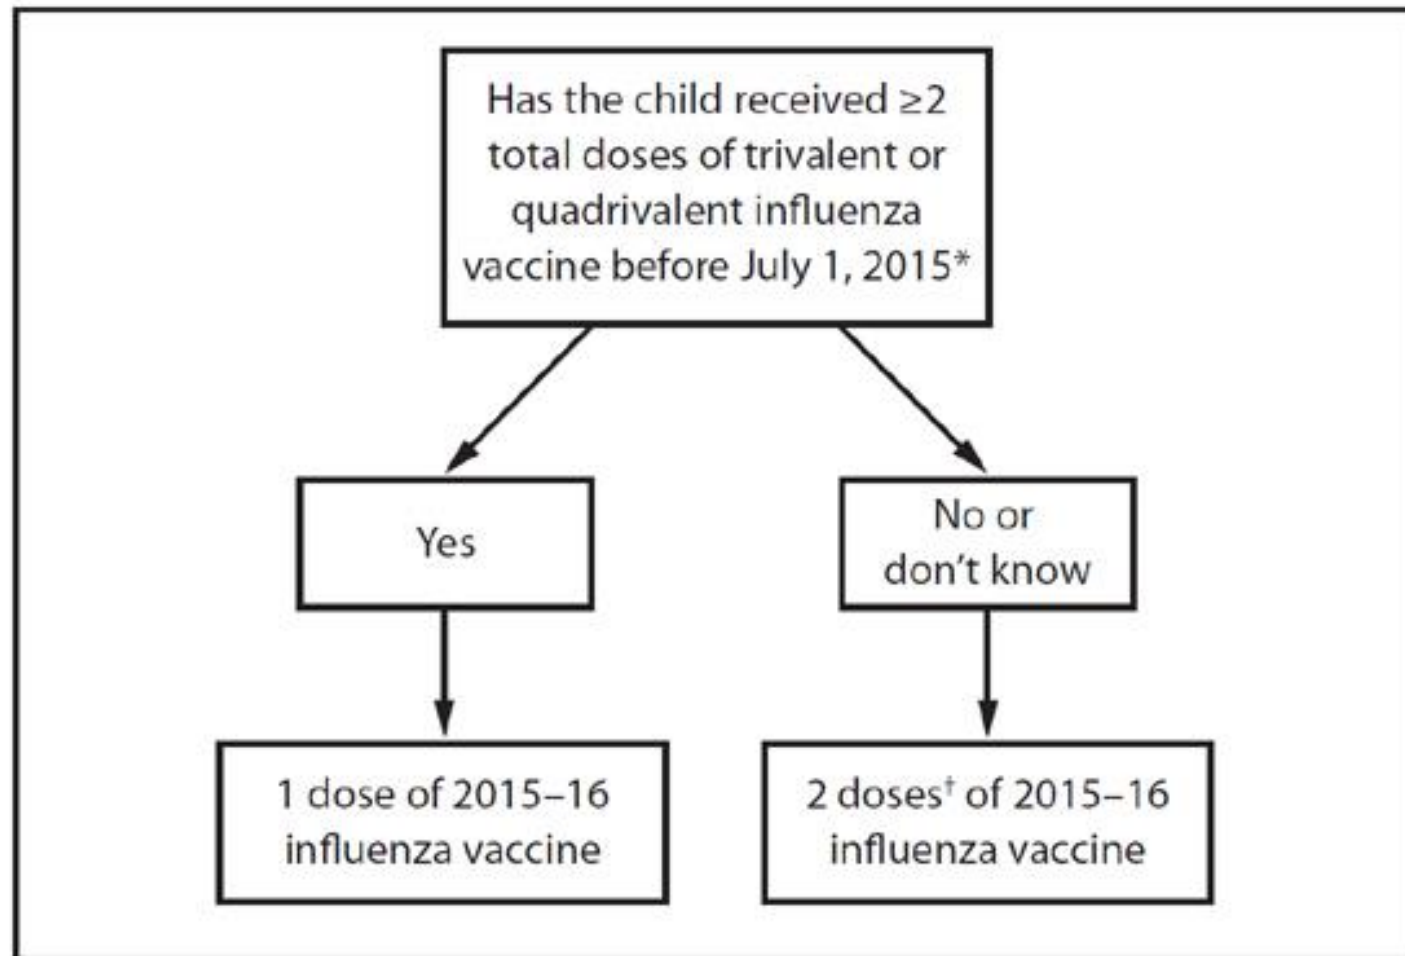 Has the child received ≥2
total doses of trivalent or
quadrivalent influenza
vaccine before July 1, 2015*
Yes
No or
don't know
1 dose of 2015–16
influenza vaccine
2 doses† of 2015–16
influenza vaccine